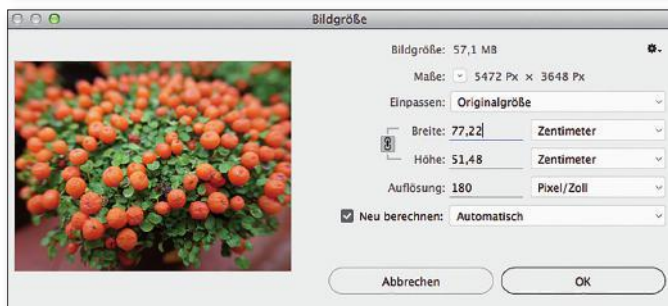 Bildgröße
Bildgröße: 57,1 MB
Maße: 5472 Px × 3648 Px
Einpassen: Originalgröße
Breite: 77,22 Zentimeter
Höhe: 51,48 Zentimeter
Auflösung: 180 Pixel/Zoll
Neu berechnen: Automatisch
Abbrechen OK